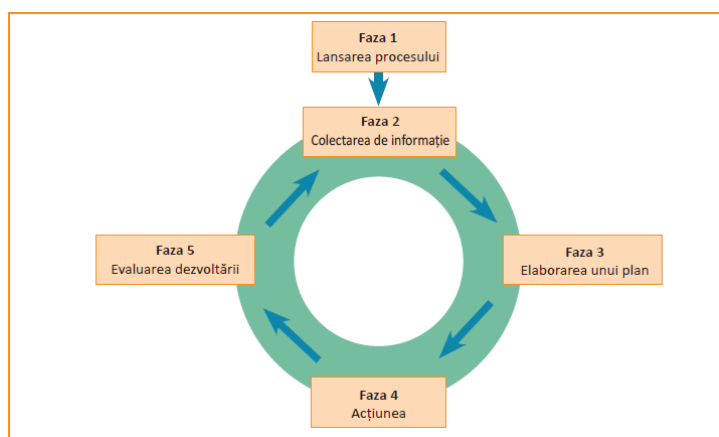 Faza 1
Lansarea procesului
Faza 2
Colectarea de informație
Faza 3
Elaborarea unui plan
Faza 4
Acțiunea
Faza 5
Evaluarea dezvoltării